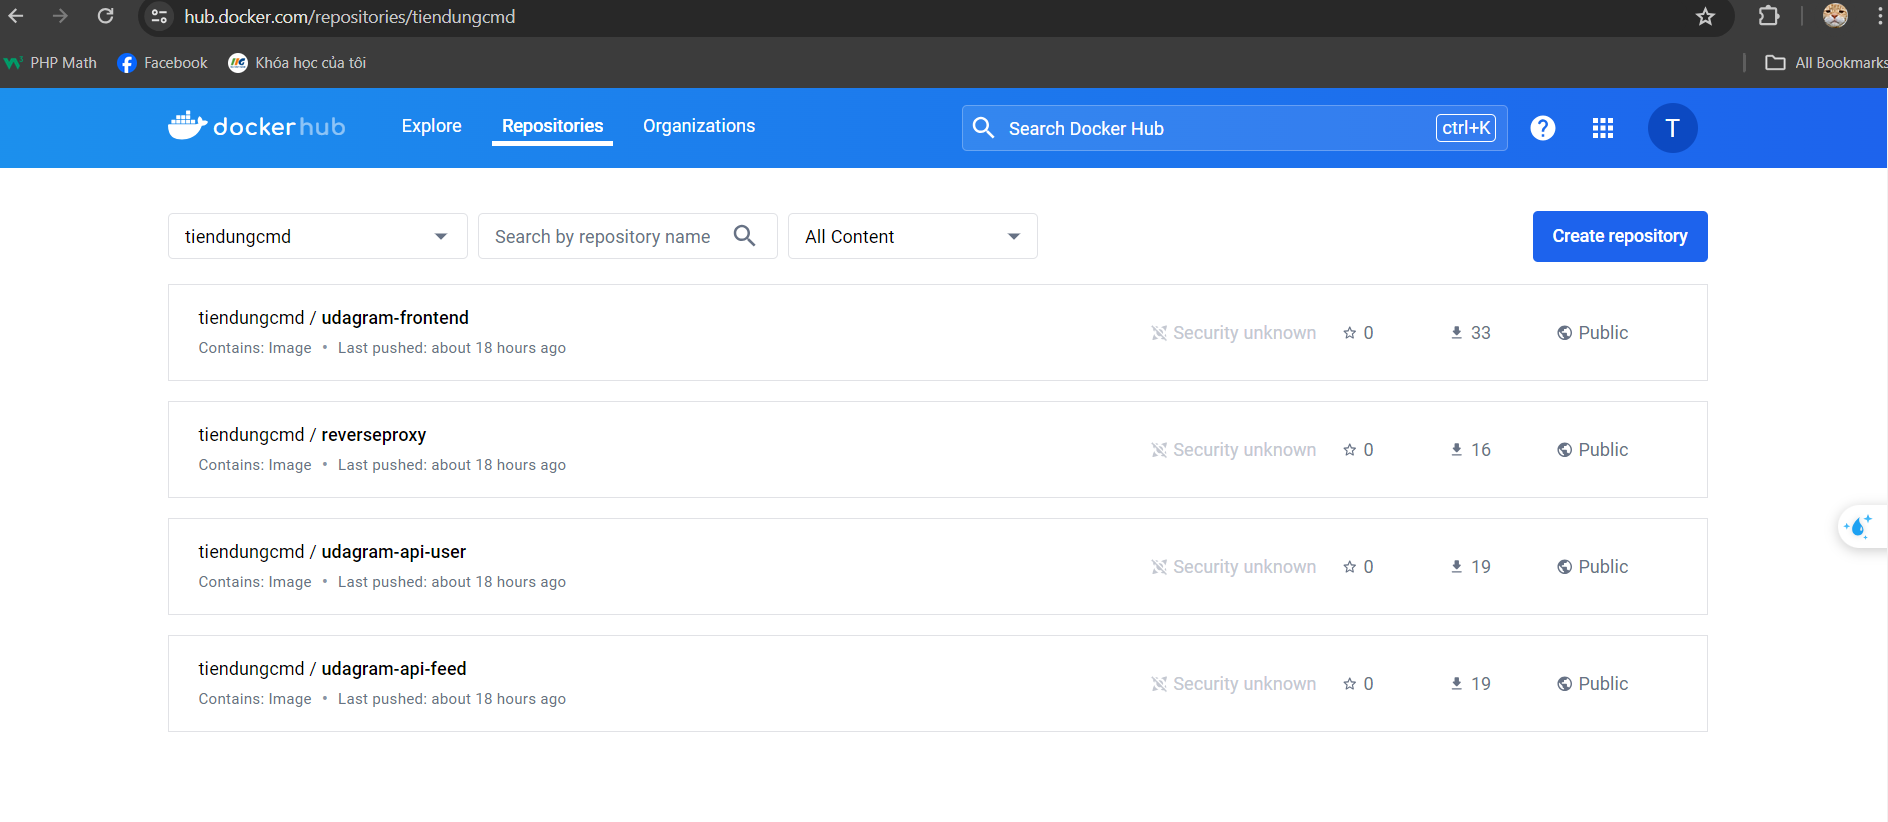 hub.docker.com/repositories/tiendungcmd
PHP Math
Facebook
Khóa học của tôi
All Bookmarks
dockerhub
Explore
Repositories
Organizations
Search Docker Hub
ctrl+K
T
tiendungcmd
Search by repository name
All Content
Create repository
tiendungcmd / udagram-frontend
Contains: Image • Last pushed: about 18 hours ago
Security unknown
0
33
Public
tiendungcmd / reverseproxy
Contains: Image • Last pushed: about 18 hours ago
Security unknown
0
16
Public
tiendungcmd / udagram-api-user
Contains: Image • Last pushed: about 18 hours ago
Security unknown
0
19
Public
tiendungcmd / udagram-api-feed
Contains: Image • Last pushed: about 18 hours ago
Security unknown
0
19
Public